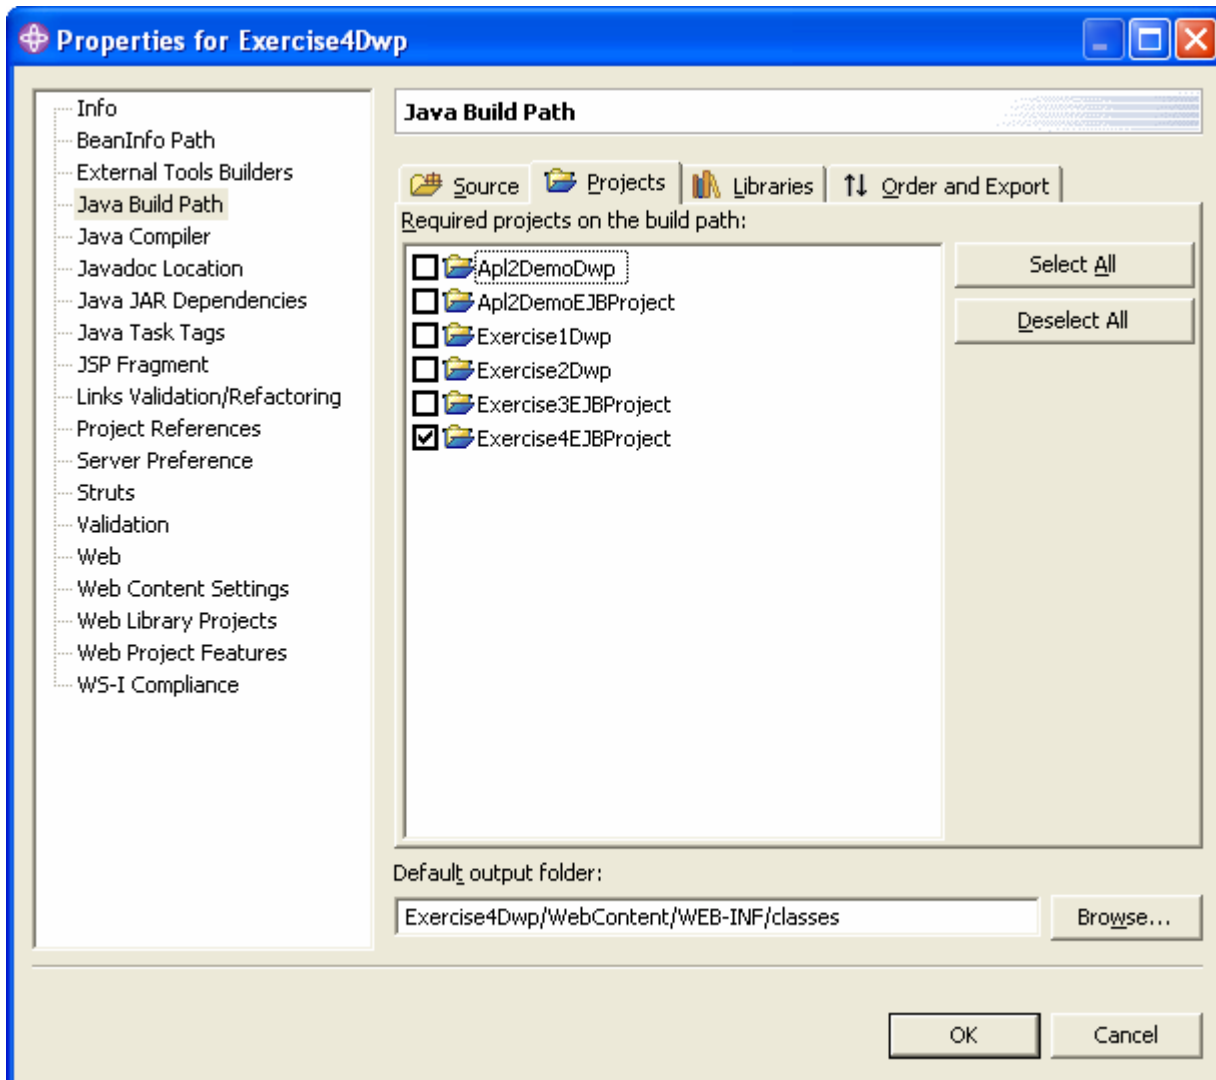 Properties for Exercise4Dwp
Info
BeanInfo Path
External Tools Builders
Java Build Path
Java Compiler
Javadoc Location
Java JAR Dependencies
Java Task Tags
JSP Fragment
Links Validation/Refactoring
Project References
Server Preference
Struts
Validation
Web
Web Content Settings
Web Library Projects
Web Project Features
WS-I Compliance
Java Build Path
Source Projects Libraries Order and Export
Required projects on the build path:
Apl2DemoDwp
Apl2DemoEJBProject
Exercise1Dwp
Exercise2Dwp
Exercise3EJBProject
Exercise4EJBProject
Select All
Deselect All
Default output folder:
Exercise4Dwp/WebContent/WEB-INF/classes
Browse...
OK Cancel